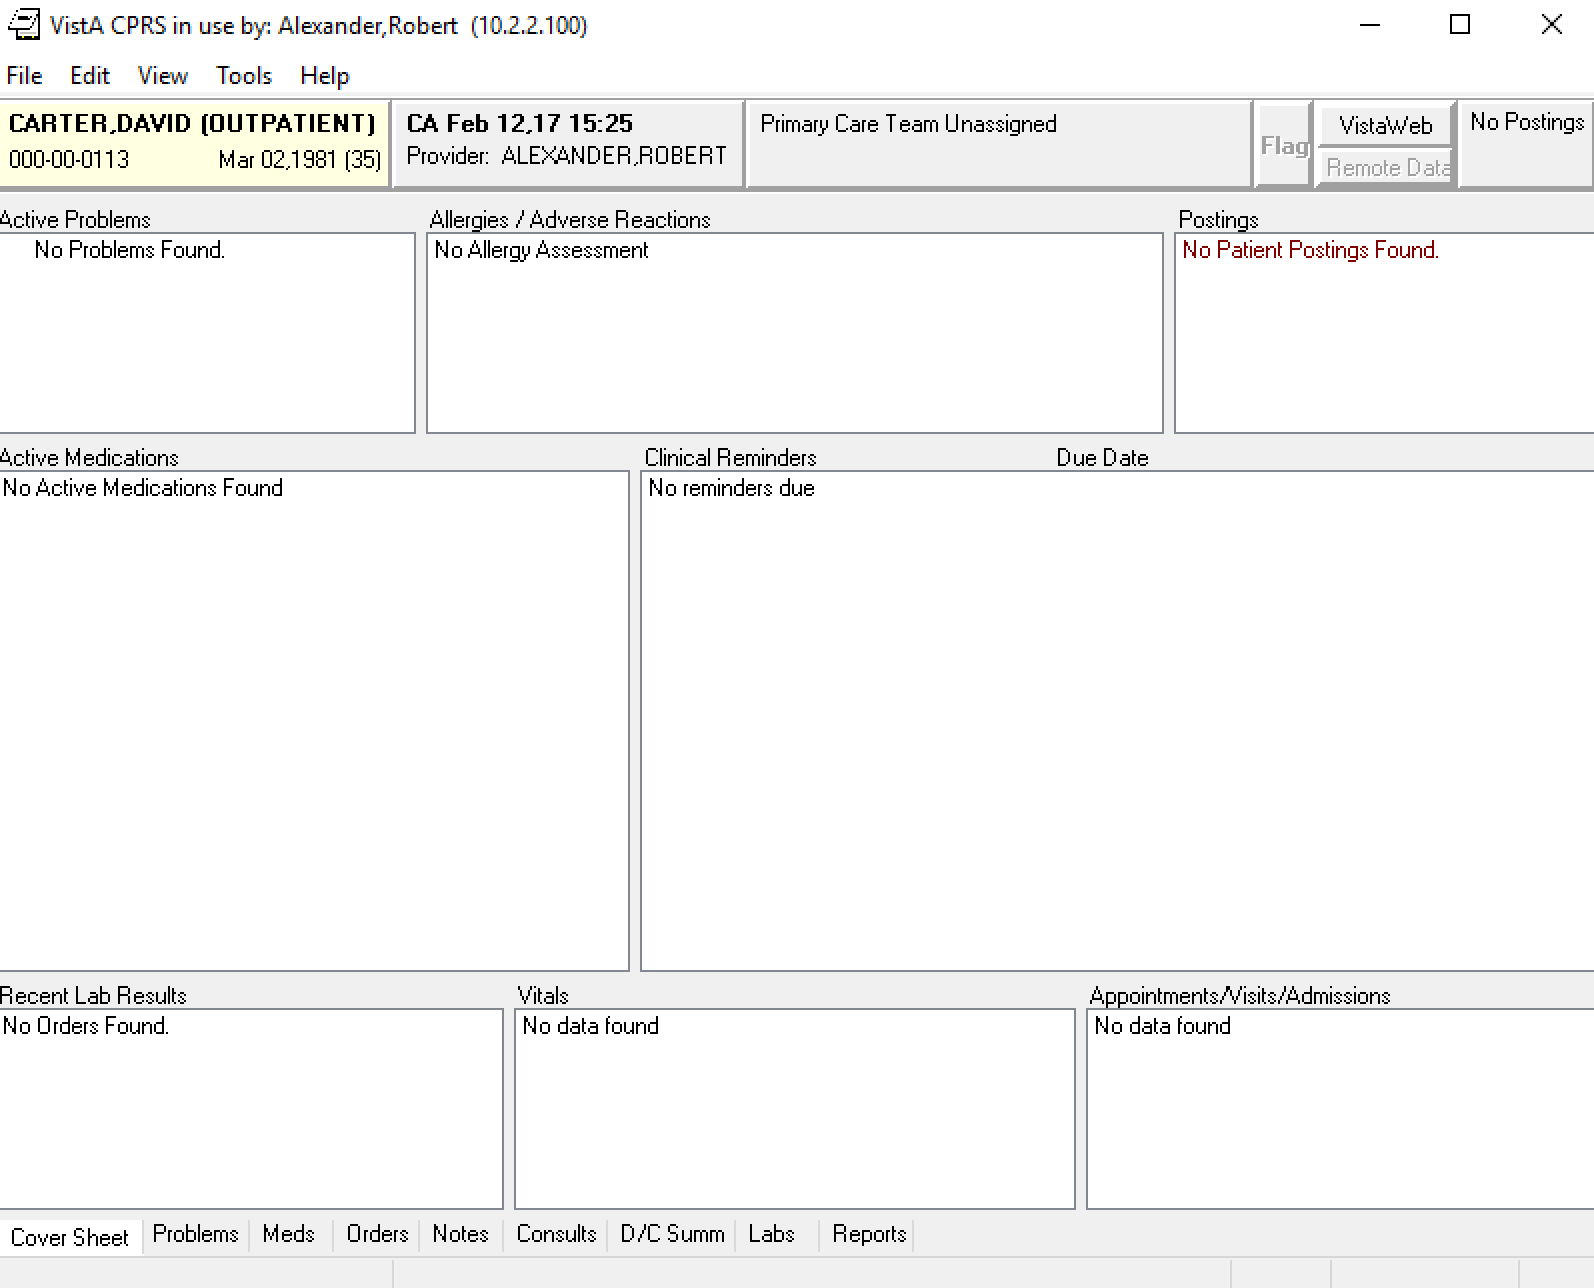 VistA CPRS in use by: Alexander,Robert (10.2.2.100)
File Edit View Tools Help
CARTER,DAVID (OUTPATIENT)
000-00-0113 Mar 02,1981 (35)
CA Feb 12,17 15:25
Provider: ALEXANDER,ROBERT
Primary Care Team Unassigned
Flag
VistaWeb
Remote Data
No Postings
Active Problems
No Problems Found.
Allergies / Adverse Reactions
No Allergy Assessment
Postings
No Patient Postings Found.
Active Medications
No Active Medications Found
Clinical Reminders Due Date
No reminders due
Recent Lab Results
No Orders Found.
Vitals
No data found
Appointments/Visits/Admissions
No data found
Cover Sheet Problems Meds Orders Notes Consults D/C Summ Labs Reports